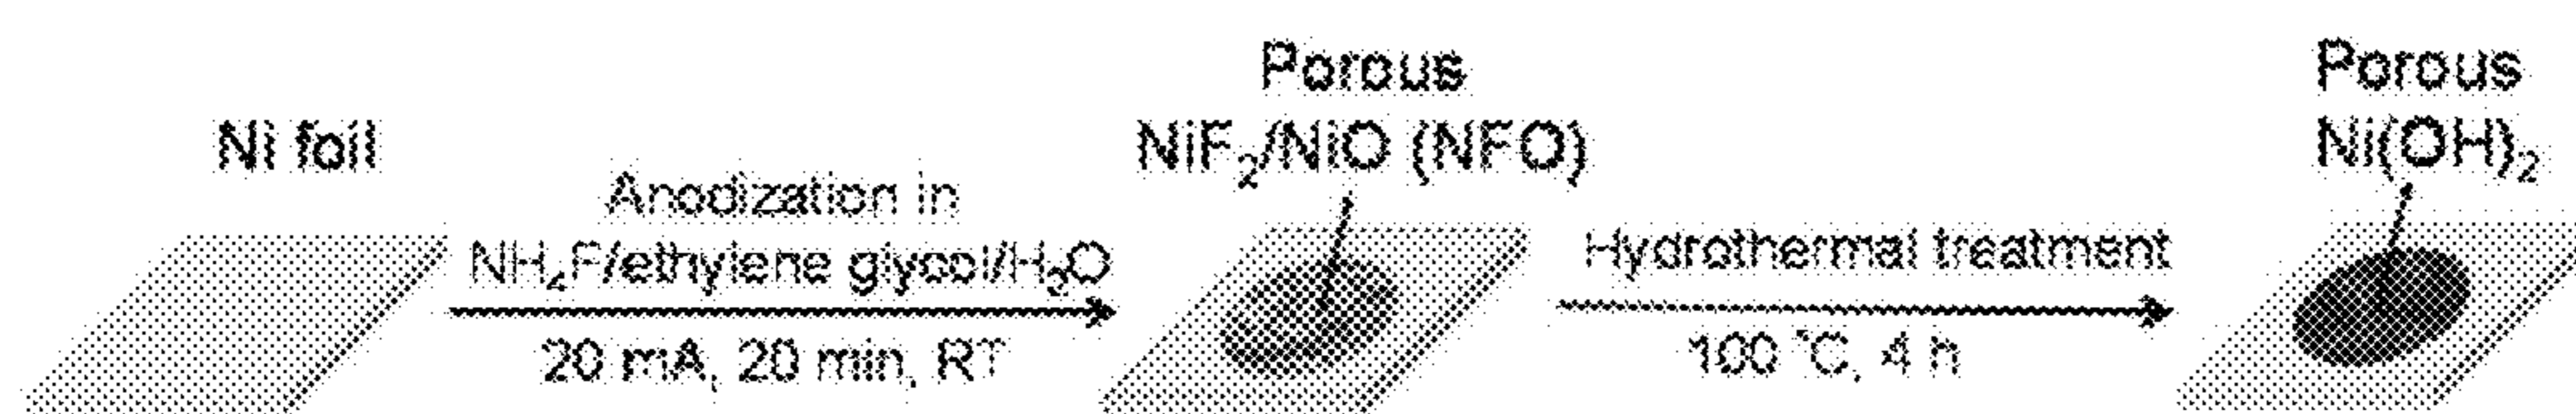 Ni foil
Anodization in
NH₄F/ethylene glycol/H₂O
20 mA, 20 min, RT
Porous
NiF₂/NiO (NFO)
Hydrothermal treatment
100 °C, 4 h
Porous
Ni(OH)₂